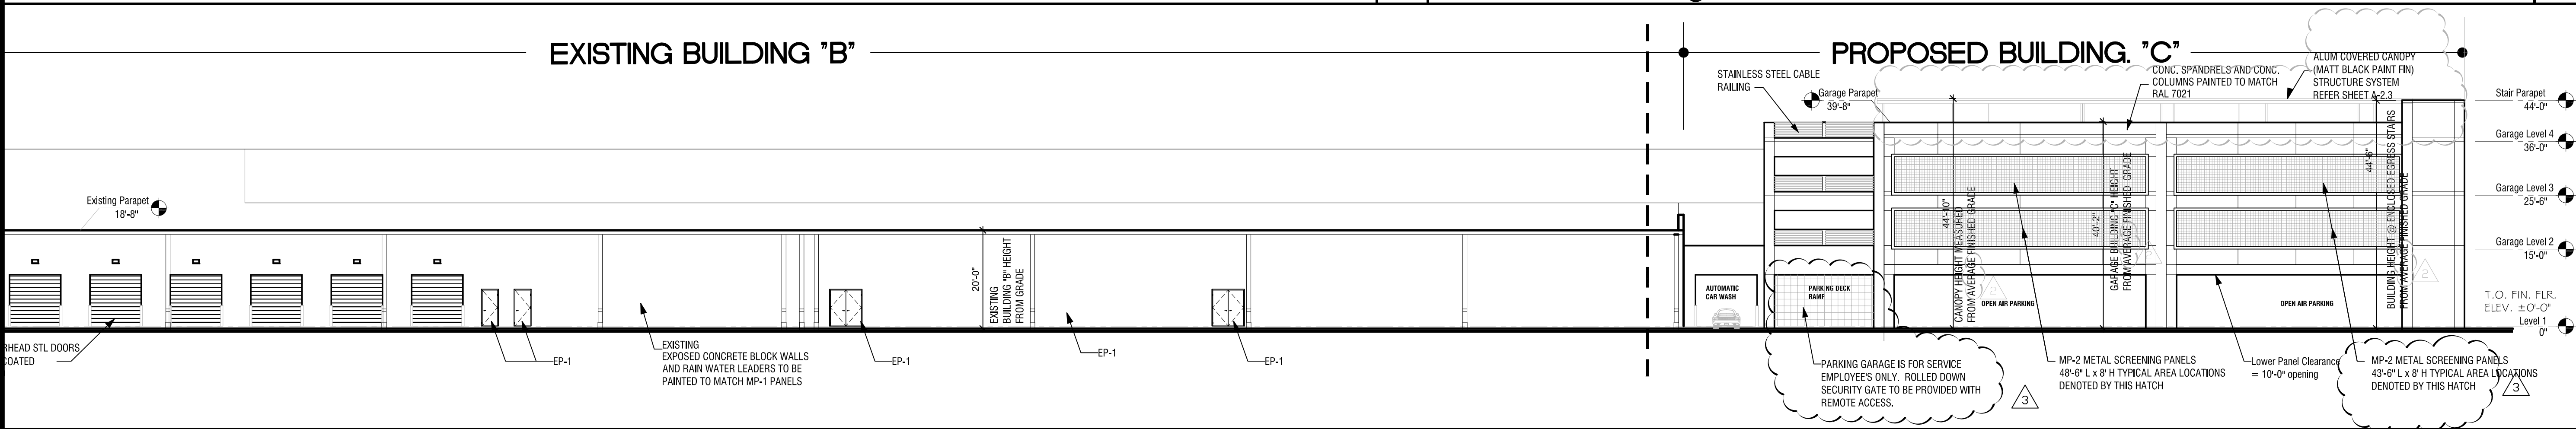 EXISTING BUILDING "B"
PROPOSED BUILDING. "C"
STAINLESS STEEL CABLE
RAILING
Garage Parapet
39'-8"
CONC. SPANDRELS AND CONC.
COLUMNS PAINTED TO MATCH
RAL 7021
ALUM COVERED CANOPY
(MATT BLACK PAINT FIN)
STRUCTURE SYSTEM
REFER SHEET A-2.3
Stair Parapet
44'-0"
Garage Level 4
36'-0"
Garage Level 3
25'-6"
Garage Level 2
15'-0"
T.O. FIN. FLR.
ELEV. ±0'-0"
Level 1
0"
Existing Parapet
18'-8"
20'-0"
EXISTING
BUILDING "B" HEIGHT
FROM GRADE
44'-10"
CANOPY HEIGHT MEASURED
FROM AVERAGE FINISHED GRADE
40'-2"
GARAGE BUILDING "C" HEIGHT
FROM AVERAGE FINISHED GRADE
44'-6"
BUILDING HEIGHT @ ENCLOSED EGRESS STAIRS
FROM AVERAGE FINISHED GRADE
AUTOMATIC
CAR WASH
PARKING DECK
RAMP
2
OPEN AIR PARKING
2
OPEN AIR PARKING
2
RHEAD STL DOORS
COATED
EP-1
EXISTING
EXPOSED CONCRETE BLOCK WALLS
AND RAIN WATER LEADERS TO BE
PAINTED TO MATCH MP-1 PANELS
EP-1
EP-1
EP-1
PARKING GARAGE IS FOR SERVICE
EMPLOYEE'S ONLY. ROLLED DOWN
SECURITY GATE TO BE PROVIDED WITH
REMOTE ACCESS.
3
MP-2 METAL SCREENING PANELS
48'-6" L x 8' H TYPICAL AREA LOCATIONS
DENOTED BY THIS HATCH
Lower Panel Clearance
= 10'-0" opening
MP-2 METAL SCREENING PANELS
43'-6" L x 8' H TYPICAL AREA LOCATIONS
DENOTED BY THIS HATCH
3